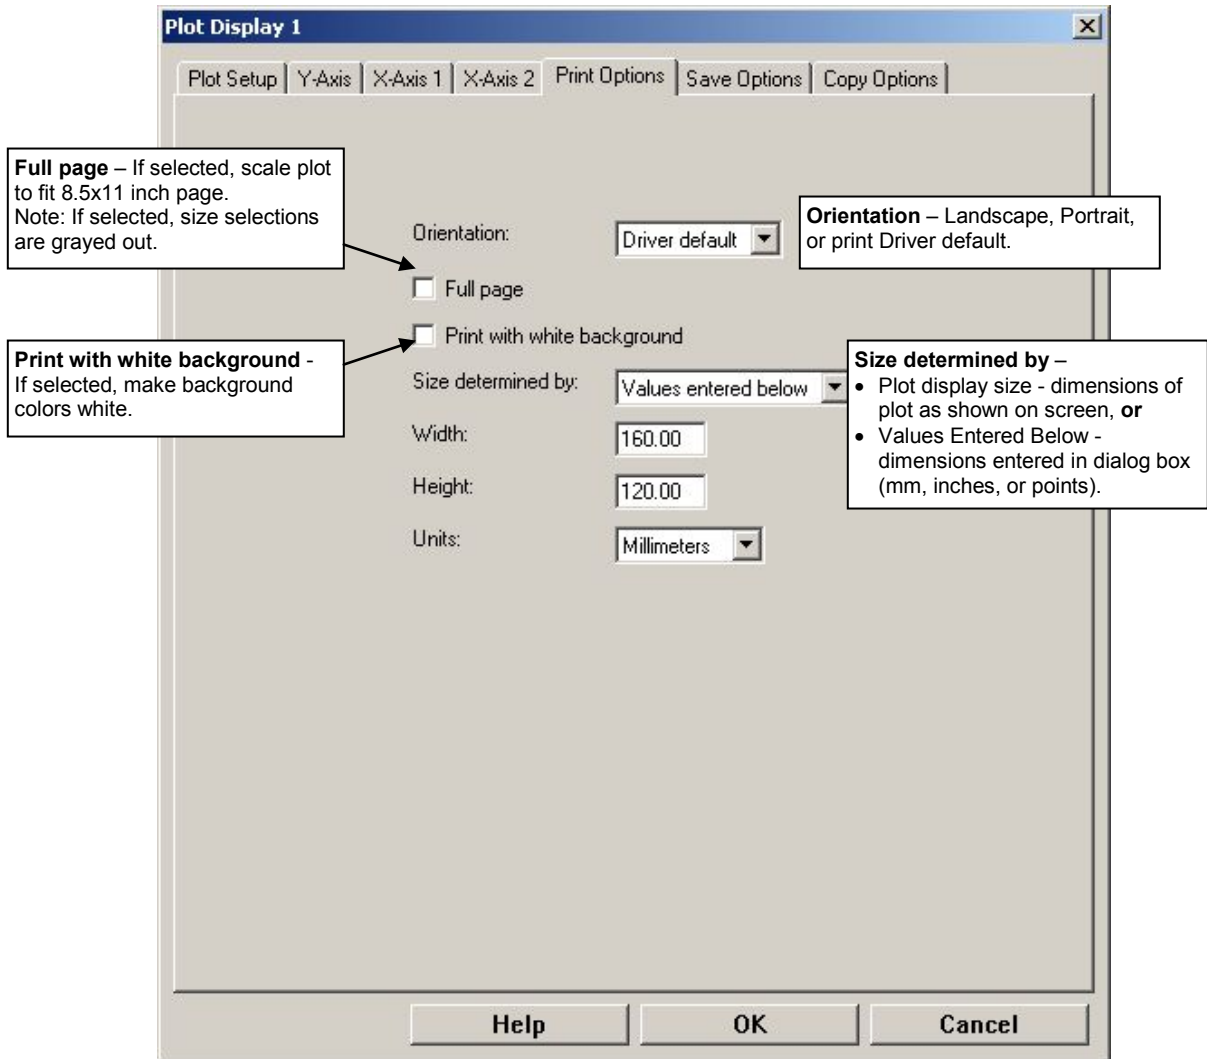 Plot Display 1
Plot Setup Y-Axis X-Axis 1 X-Axis 2 Print Options Save Options Copy Options
Full page – If selected, scale plot
to fit 8.5x11 inch page.
Note: If selected, size selections
are grayed out.
Orientation: Driver default
Orientation – Landscape, Portrait,
or print Driver default.
Full page
Print with white background
Print with white background -
If selected, make background
colors white.
Size determined by: Values entered below
Size determined by –
• Plot display size - dimensions of
plot as shown on screen, or
• Values Entered Below -
dimensions entered in dialog box
(mm, inches, or points).
Width: 160.00
Height: 120.00
Units: Millimeters
Help OK Cancel